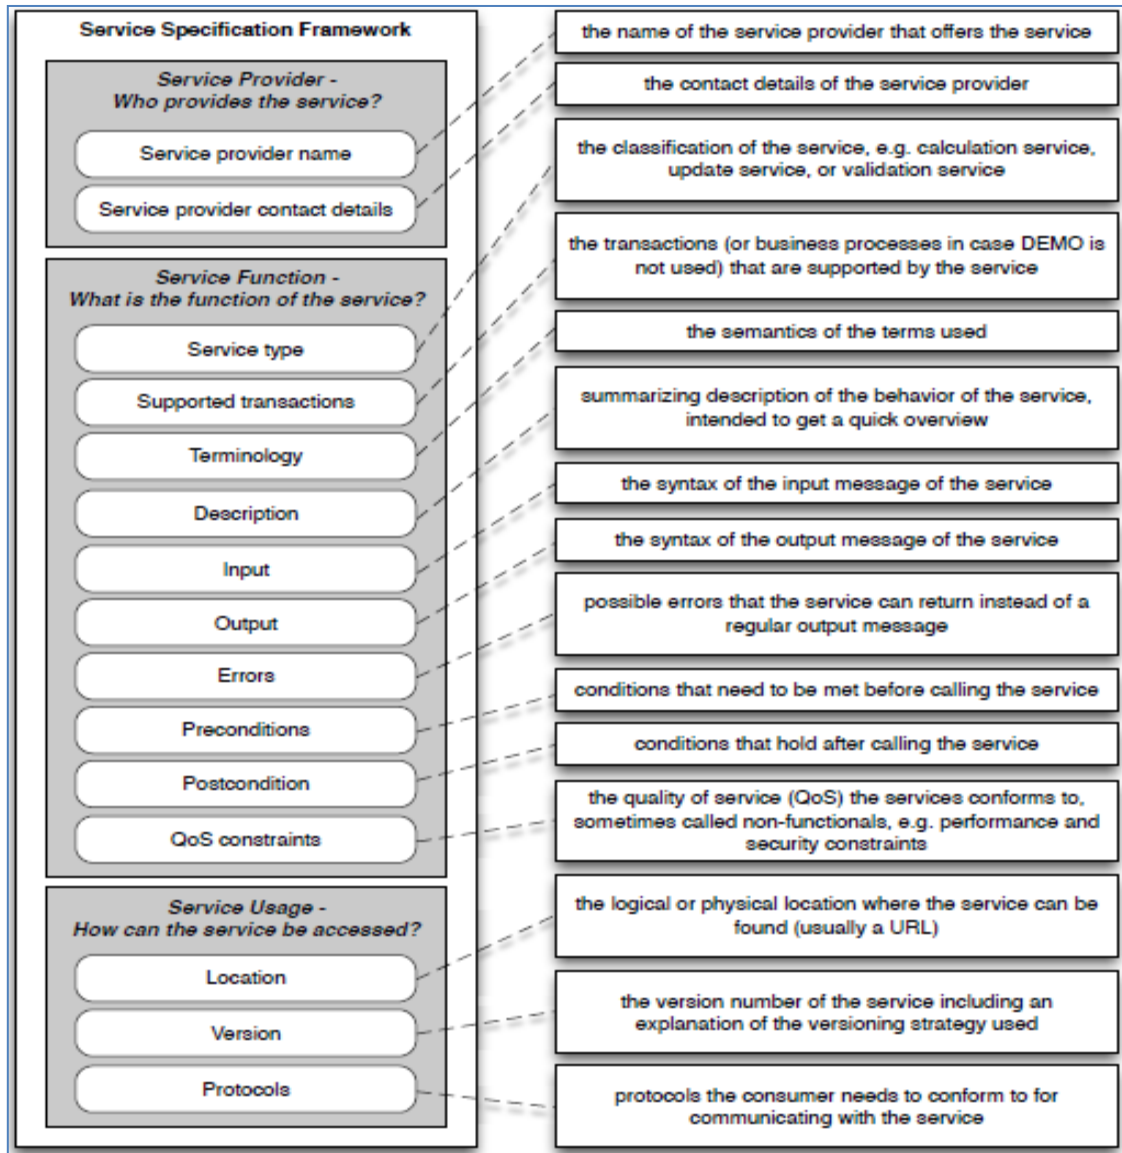 Service Specification Framework
Service Provider -
Who provides the service?
Service provider name
Service provider contact details
Service Function -
What is the function of the service?
Service type
Supported transactions
Terminology
Description
Input
Output
Errors
Preconditions
Postcondition
QoS constraints
Service Usage -
How can the service be accessed?
Location
Version
Protocols
the name of the service provider that offers the service
the contact details of the service provider
the classification of the service, e.g. calculation service,
update service, or validation service
the transactions (or business processes in case DEMO is
not used) that are supported by the service
the semantics of the terms used
summarizing description of the behavior of the service,
intended to get a quick overview
the syntax of the input message of the service
the syntax of the output message of the service
possible errors that the service can return instead of a
regular output message
conditions that need to be met before calling the service
conditions that hold after calling the service
the quality of service (QoS) the services conforms to,
sometimes called non-functionals, e.g. performance and
security constraints
the logical or physical location where the service can be
found (usually a URL)
the version number of the service including an
explanation of the versioning strategy used
protocols the consumer needs to conform to for
communicating with the service